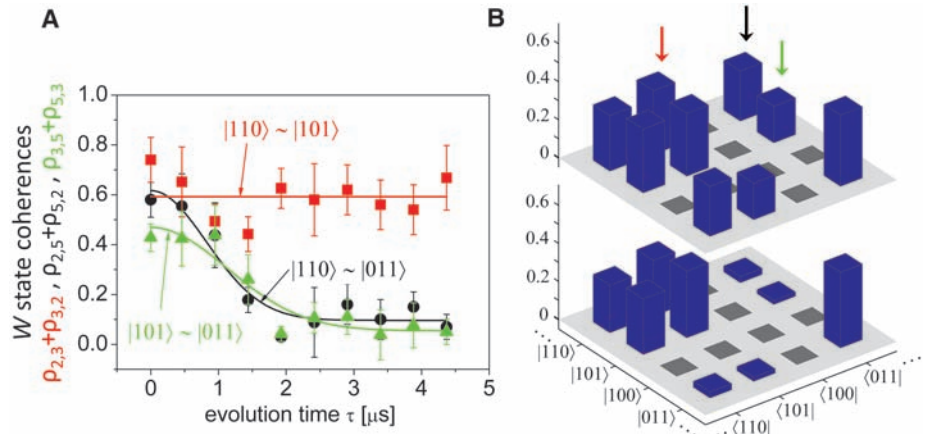 A
W state coherences
ρ2,3+ρ3,2 , ρ2,5+ρ5,2 , ρ3,5+ρ5,3
1.0
0.8
0.6
0.4
0.2
0.0
|110⟩ ~ |101⟩
|110⟩ ~ |011⟩
|101⟩ ~ |011⟩
0 1 2 3 4 5
evolution time τ [µs]
B
0.6
0.4
0.2
0
0.6
0.4
0.2
0
|110⟩
|101⟩
|100⟩
|011⟩
⟨110|
⟨101|
⟨100|
⟨011|